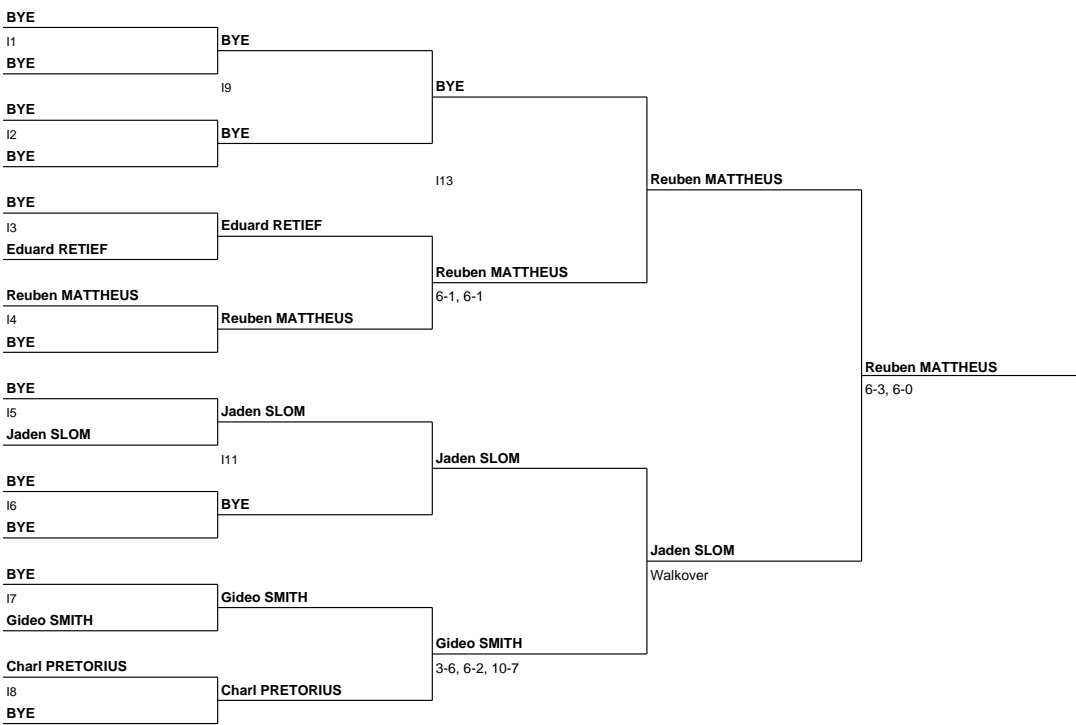 BYE
I1
BYE
BYE
I9
BYE
BYE
I2
BYE
BYE
I13
BYE
I3
Eduard RETIEF
Eduard RETIEF
Reuben MATTHEUS
6-1, 6-1
Reuben MATTHEUS
I4
BYE
Reuben MATTHEUS
Reuben MATTHEUS
BYE
I5
Jaden SLOM
Jaden SLOM
I11
Jaden SLOM
BYE
I6
BYE
BYE
BYE
I7
Gideo SMITH
Gideo SMITH
Gideo SMITH
3-6, 6-2, 10-7
Charl PRETORIUS
I8
BYE
Charl PRETORIUS
Jaden SLOM
Walkover
Reuben MATTHEUS
6-3, 6-0